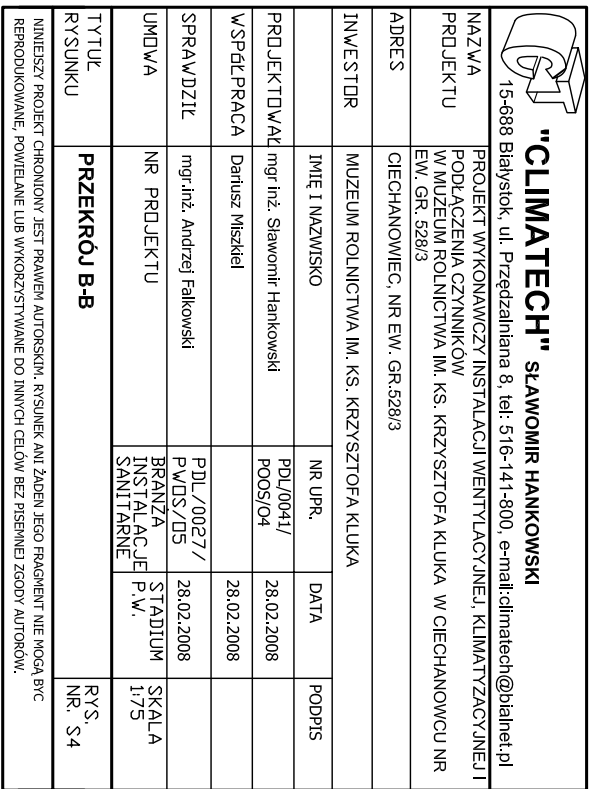 "CLIMATECH" SŁAWOMIR HANKOWSKI
15-688 Białystok, ul. Przędzalniana 8, tel: 516-141-800, e-mail:climatech@bialnet.pl
NAZWA
PROJEKTU
PROJEKT WYKONAWCZY INSTALACJI WENTYLACYJNEJ, KLIMATYZACYJNEJ I
PODŁĄCZENIA CZYNNIKÓW
W MUZEUM ROLNICTWA IM. KS. KRZYSZTOFA KLUKA W CIECHANOWCU NR
EW. GR. 528/3
ADRES
CIECHANOWIEC, NR EW. GR.528/3
INWESTOR
MUZEUM ROLNICTWA IM. KS. KRZYSZTOFA KLUKA
IMIĘ I NAZWISKO
NR UPR.
DATA
PODPIS
PROJEKTOWAŁ
mgr inż. Sławomir Hankowski
PDL/0041/
POOS/04
28.02.2008
WSPÓŁPRACA
Dariusz Miszkiel
28.02.2008
SPRAWDZIŁ
mgr.inż. Andrzej Falkowski
PDL/0027/
PWOS/05
28.02.2008
UMOWA
NR PROJEKTU
BRANŻA
INSTALACJE
SANITARNE
STADIUM
P.W.
SKALA
1:75
TYTUŁ
RYSUNKU
PRZEKRÓJ B-B
RYS.
NR. S4
NINIEJSZY PROJEKT CHRONIONY JEST PRAWEM AUTORSKIM. RYSUNEK ANI ŻADEN JEGO FRAGMENT NIE MOGĄ BYC
REPRODUKOWANE, POWIELANE LUB WYKORZYSTYWANE DO INNYCH CELÓW BEZ PISEMNEJ ZGODY AUTORÓW.